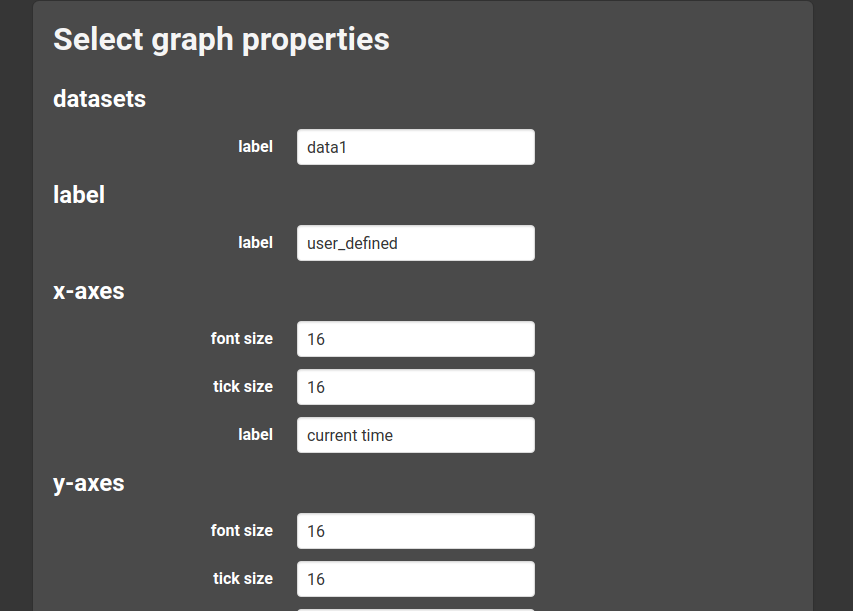 Select graph properties
datasets
label data1
label
label user_defined
x-axes
font size 16
tick size 16
label current time
y-axes
font size 16
tick size 16